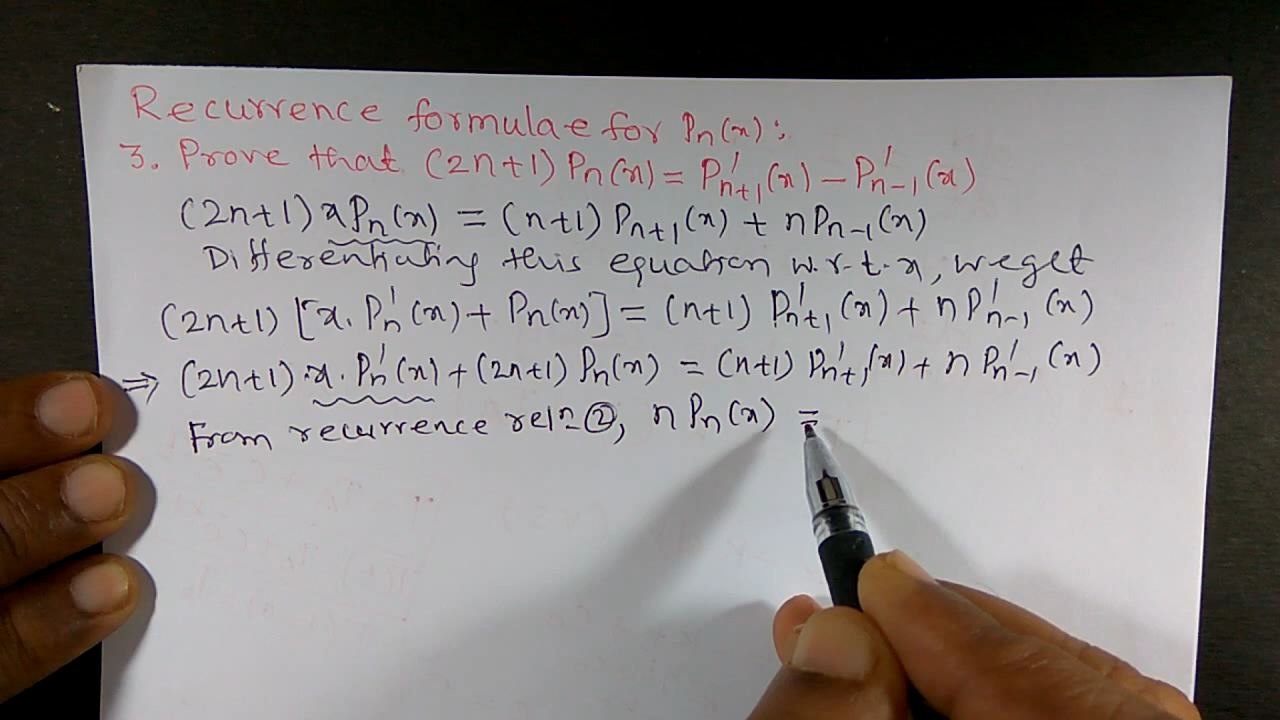 Recurrence formulae for Pn(x):
3. Prove that (2n+1) Pn(x) = P'n+1(x) – P'n-1(x)
(2n+1) x Pn(x) = (n+1) Pn+1(x) + n Pn-1(x)
Differentiating this equation w.r.t. x, we get
(2n+1) [x. P'n(x) + Pn(x)] = (n+1) P'n+1(x) + n P'n-1(x)
⇒ (2n+1) . x . P'n(x) + (2n+1) Pn(x) = (n+1) P'n+1(x) + n P'n-1(x)
From recurrence reln ②, n Pn(x) =